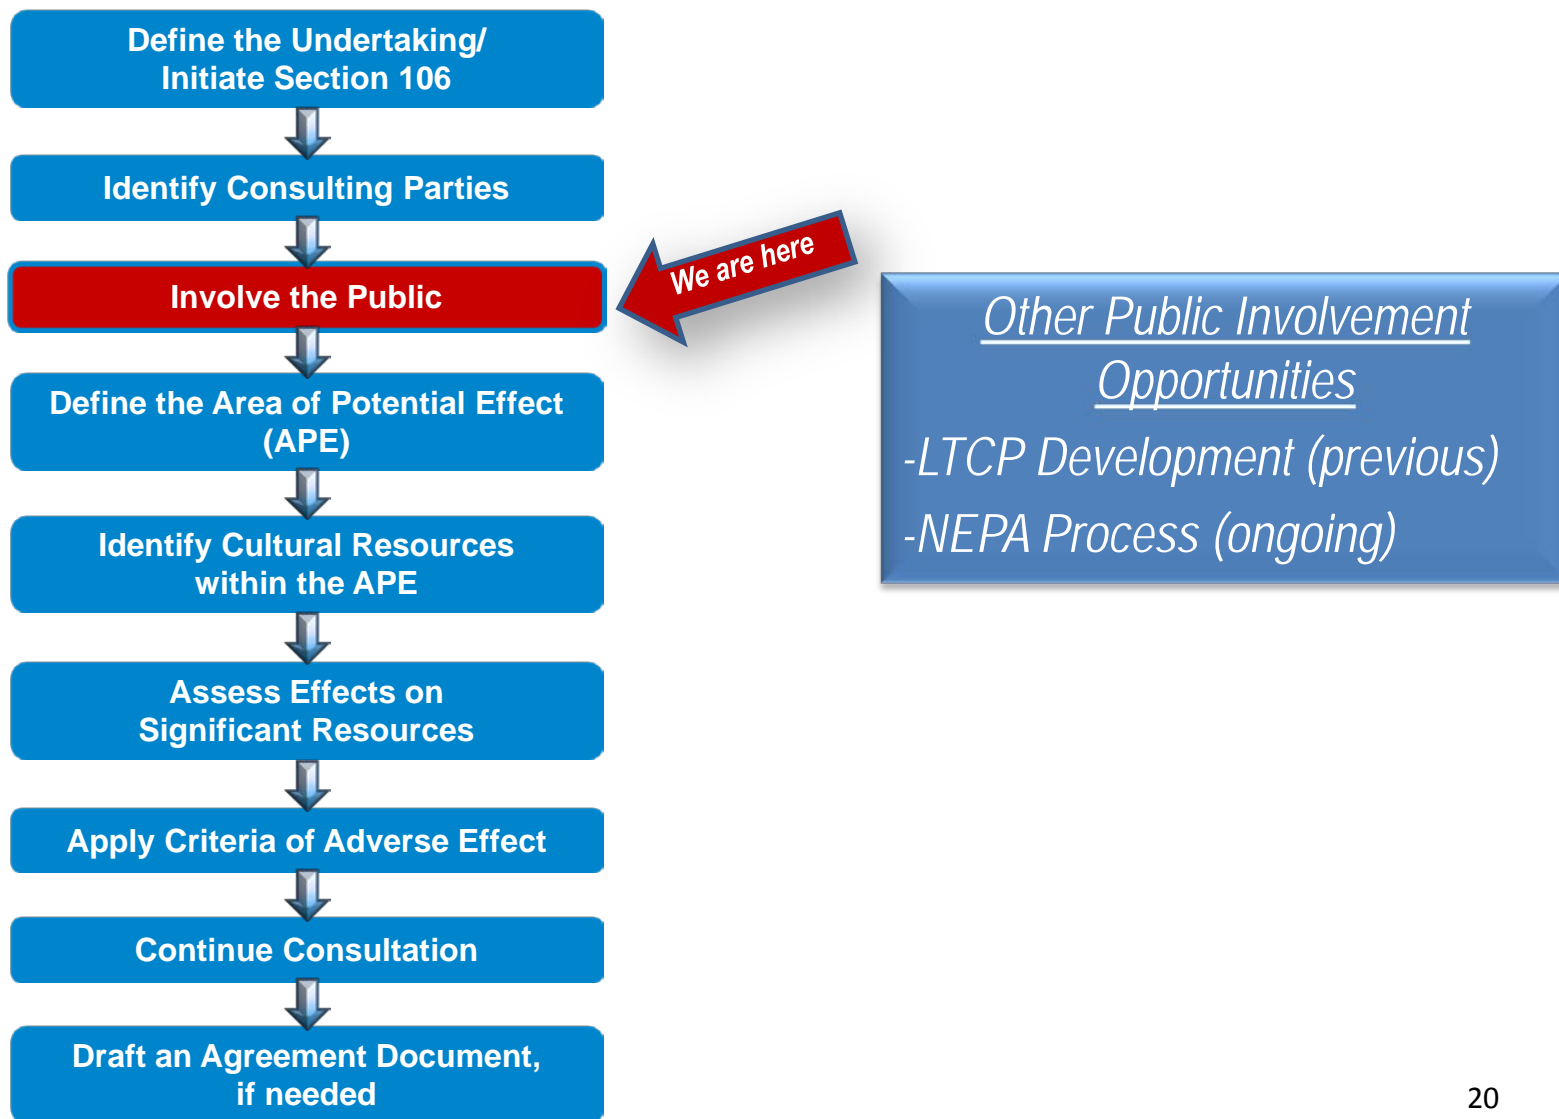 Define the Undertaking/
Initiate Section 106
Identify Consulting Parties
Involve the Public
We are here
Define the Area of Potential Effect
(APE)
Identify Cultural Resources
within the APE
Assess Effects on
Significant Resources
Apply Criteria of Adverse Effect
Continue Consultation
Draft an Agreement Document,
if needed
Other Public Involvement
Opportunities
-LTCP Development (previous)
-NEPA Process (ongoing)
20